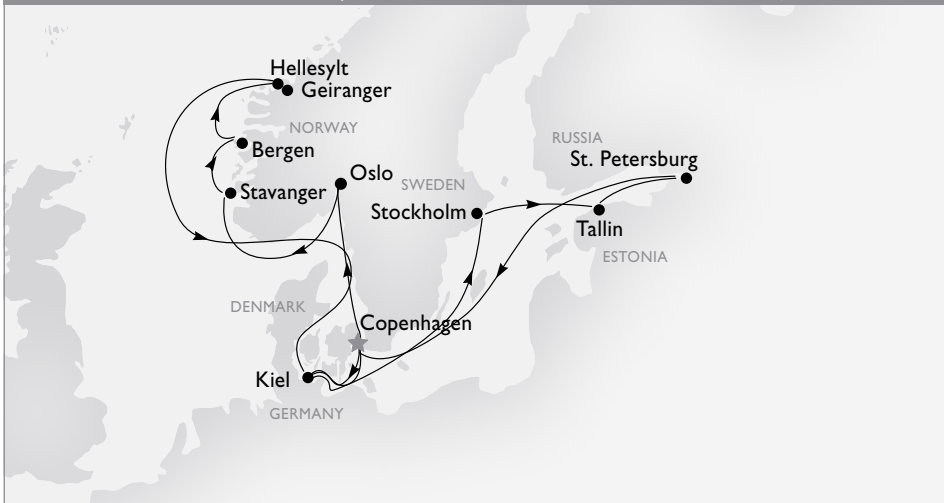 Hellesylt
Geiranger
NORWAY
Bergen
RUSSIA
St. Petersburg
Oslo
SWEDEN
Stavanger
Stockholm
Tallin
ESTONIA
DENMARK
Copenhagen
Kiel
GERMANY